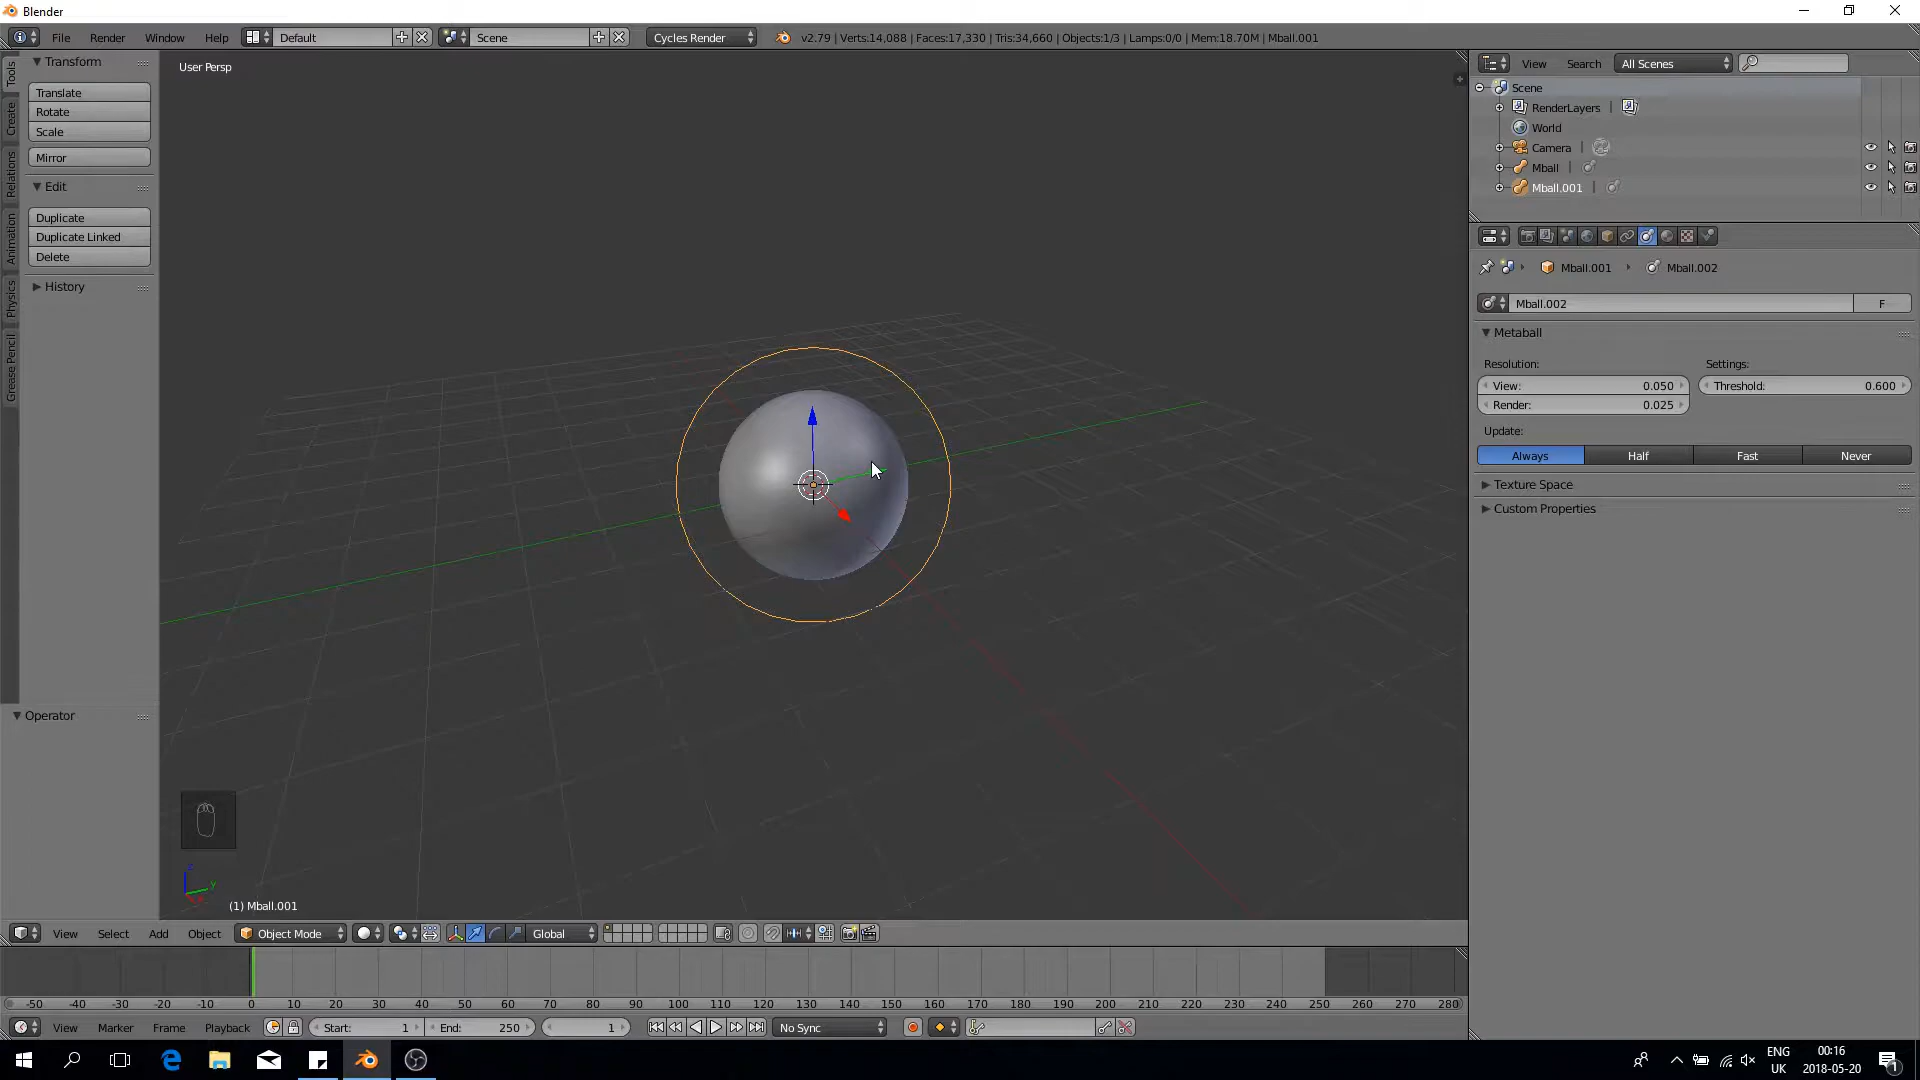 Blender
File Render Window Help Default Scene Cycles Render v2.79 | Verts:14,088 | Faces:17,330 | Tris:34,660 | Objects:1/3 | Lamps:0/0 | Mem:18.70M | Mball.001
Tools
Create
Relations
Animation
Physics
Grease Pencil
Transform
Translate
Rotate
Scale
Mirror
Edit
Duplicate
Duplicate Linked
Delete
History
Operator
User Persp
z
y
x
(1) Mball.001
View Search All Scenes
Scene
RenderLayers |
World
Camera |
Mball |
Mball.001 |
Mball.001 Mball.002
Mball.002 F
Metaball
Resolution: Settings:
View: 0.050 Threshold: 0.600
Render: 0.025
Update:
Always Half Fast Never
Texture Space
Custom Properties
View Select Add Object Object Mode Global
-50 -40 -30 -20 -10 0 10 20 30 40 50 60 70 80 90 100 110 120 130 140 150 160 170 180 190 200 210 220 230 240 250 260 270 280
View Marker Frame Playback Start: 1 End: 250 1 No Sync
ENG
UK
00:16
2018-05-20
1